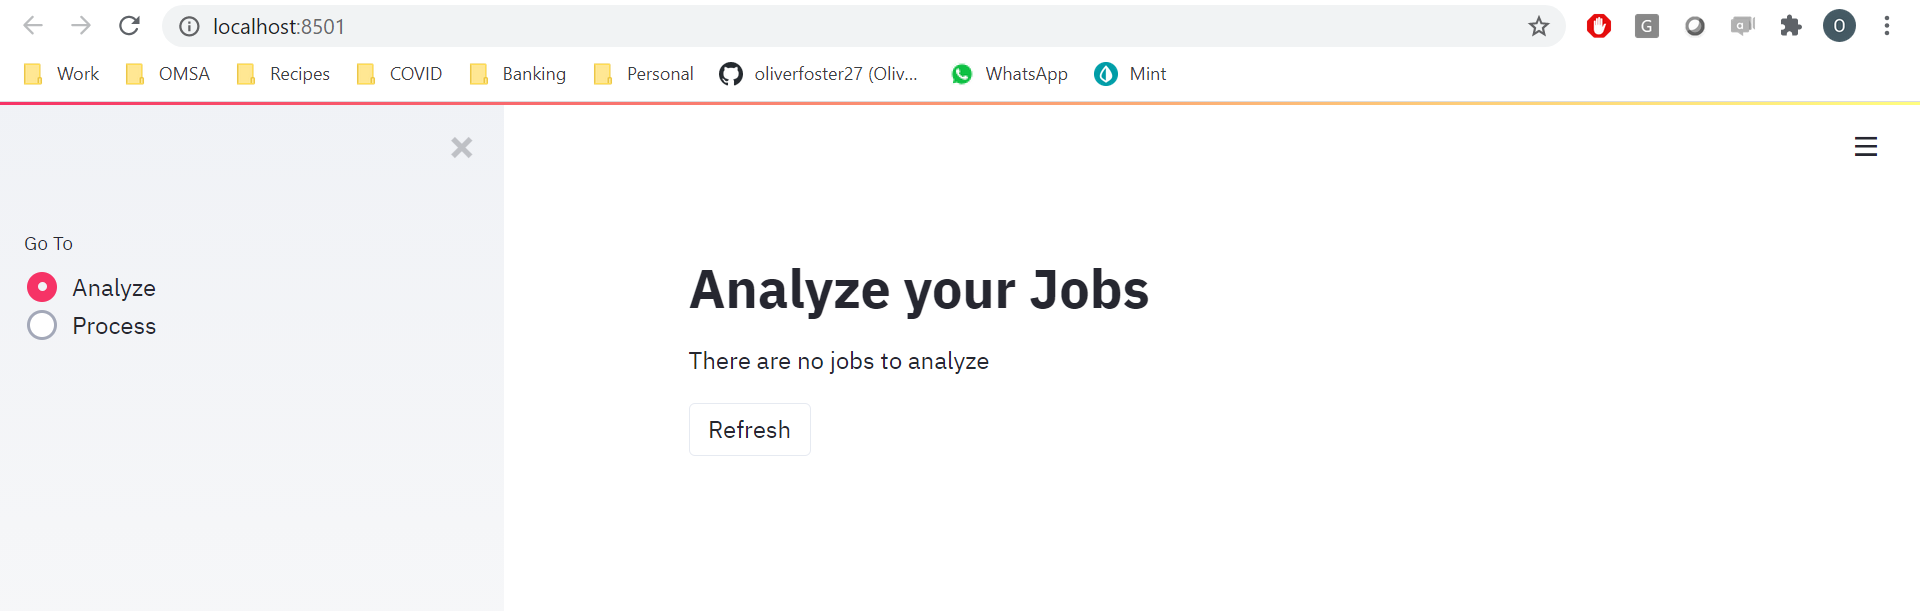 localhost:8501
G
a
O
Work OMSA Recipes COVID Banking Personal oliverfoster27 (Oliv... WhatsApp Mint
Go To
Analyze
Process
Analyze your Jobs
There are no jobs to analyze
Refresh